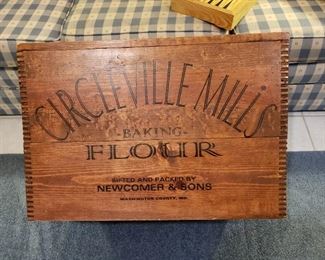 CIRCLEVILLE MILLS
-BAKING-
FLOUR
SIFTED AND PACKED BY
NEWCOMER & SONS
WASHINGTON COUNTY, MD.